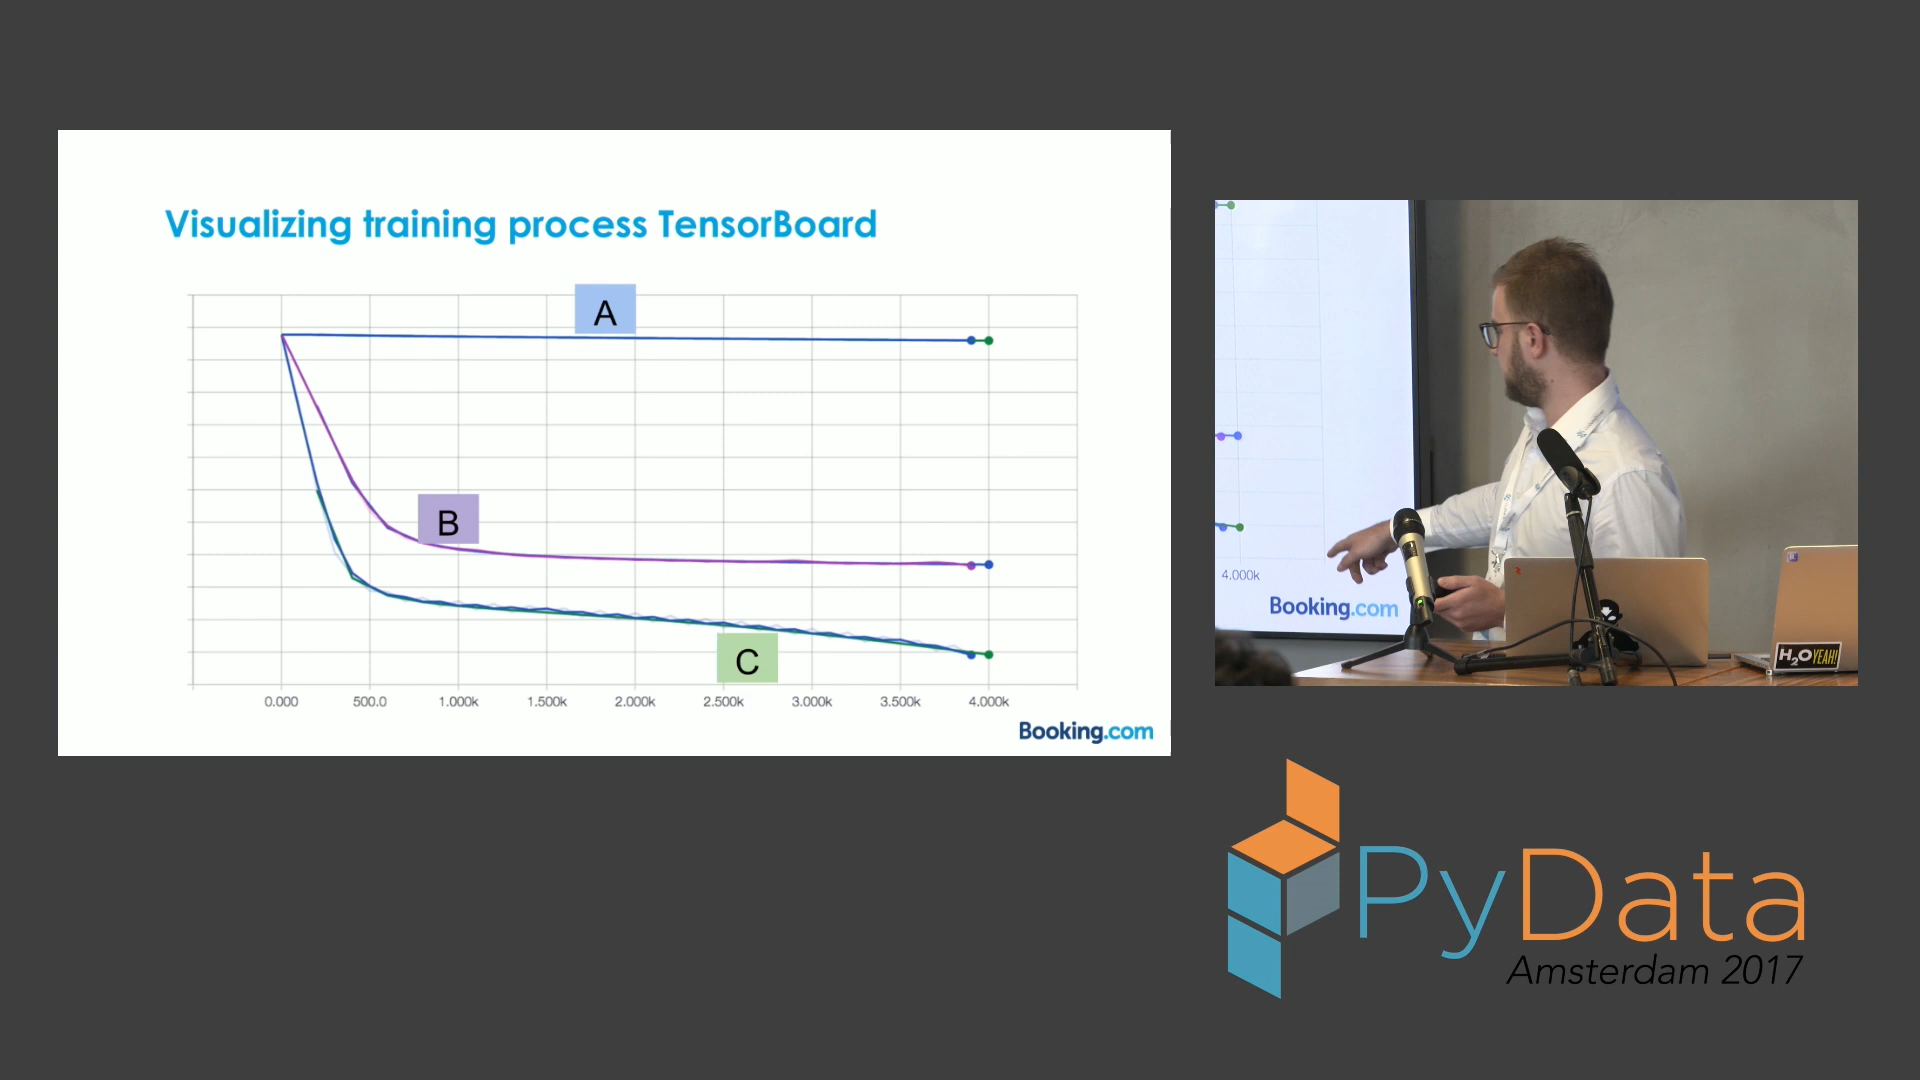 Visualizing training process TensorBoard
A
B
C
0.000 500.0 1.000k 1.500k 2.000k 2.500k 3.000k 3.500k 4.000k
Booking.com
4.000k
Booking.com
H2O YEAH!
PyData
Amsterdam 2017